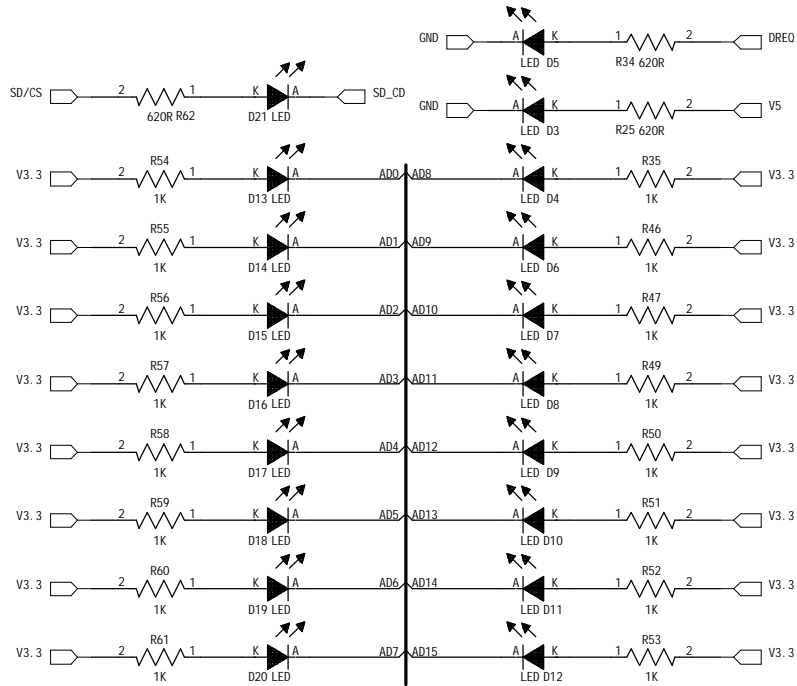 GND A K 1 2 DREQ
LED D5 R34 620R
SD/CS 2 1 K A SD_CD
620R R62 D21 LED
GND A K 1 2 V5
LED D3 R25 620R
R54 R35
V3.3 2 1 K A AD0 AD8 A K 1 2 V3.3
1K D13 LED LED D4 1K
R55 R46
V3.3 2 1 K A AD1 AD9 A K 1 2 V3.3
1K D14 LED LED D6 1K
R56 R47
V3.3 2 1 K A AD2 AD10 A K 1 2 V3.3
1K D15 LED LED D7 1K
R57 R49
V3.3 2 1 K A AD3 AD11 A K 1 2 V3.3
1K D16 LED LED D8 1K
R58 R50
V3.3 2 1 K A AD4 AD12 A K 1 2 V3.3
1K D17 LED LED D9 1K
R59 R51
V3.3 2 1 K A AD5 AD13 A K 1 2 V3.3
1K D18 LED LED D10 1K
R60 R52
V3.3 2 1 K A AD6 AD14 A K 1 2 V3.3
1K D19 LED LED D11 1K
R61 R53
V3.3 2 1 K A AD7 AD15 A K 1 2 V3.3
1K D20 LED LED D12 1K